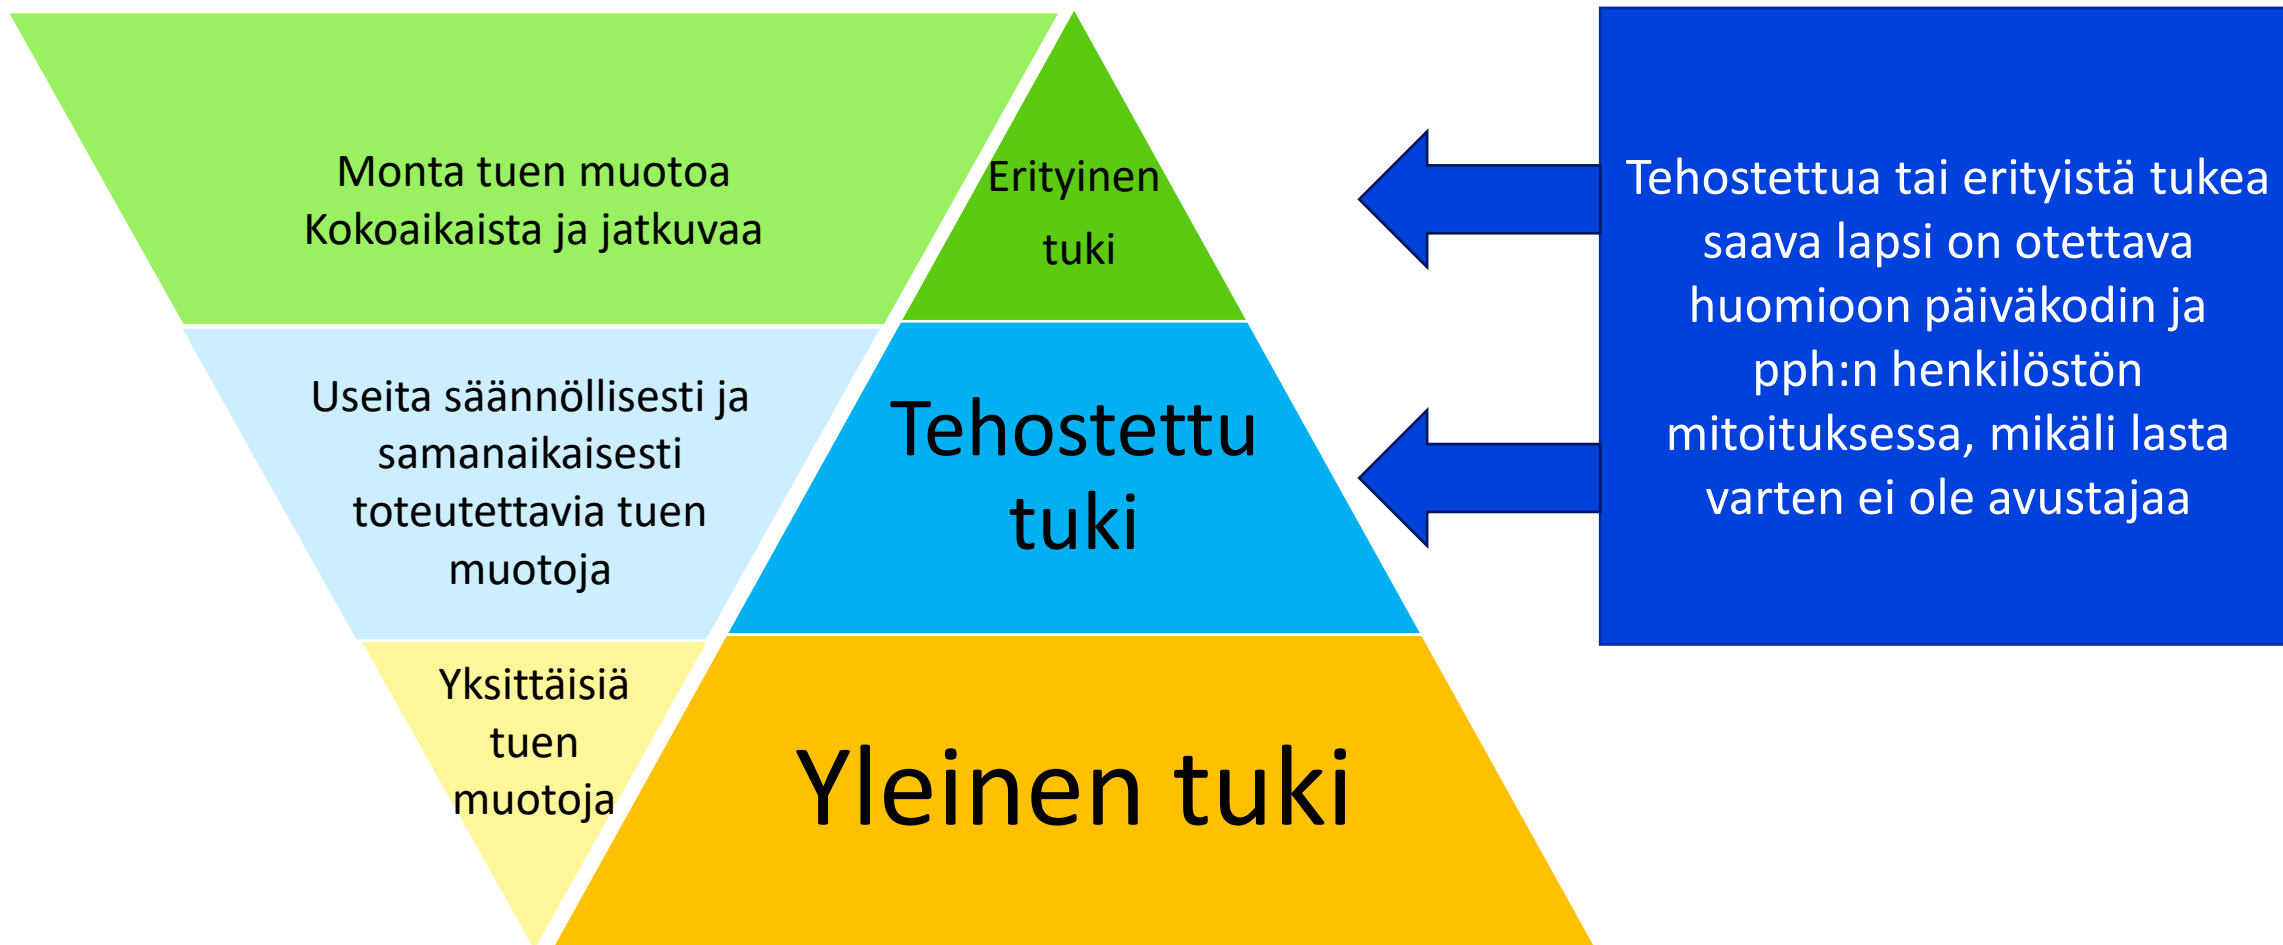 Monta tuen muotoa
Kokoaikaista ja jatkuvaa
Erityinen
tuki
Useita säännöllisesti ja
samanaikaisesti
toteutettavia tuen
muotoja
Tehostettu
tuki
Yksittäisiä
tuen
muotoja
Yleinen tuki
Tehostettua tai erityistä tukea
saava lapsi on otettava
huomioon päiväkodin ja
pph:n henkilöstön
mitoituksessa, mikäli lasta
varten ei ole avustajaa